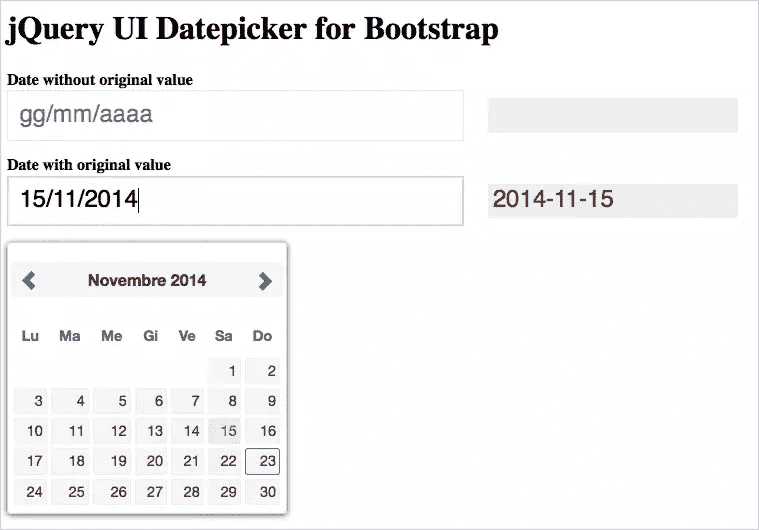 jQuery UI Datepicker for Bootstrap
Date without original value
gg/mm/aaaa
Date with original value
15/11/2014 2014-11-15
Novembre 2014
Lu Ma Me Gi Ve Sa Do
1 2
3 4 5 6 7 8 9
10 11 12 13 14 15 16
17 18 19 20 21 22 23
24 25 26 27 28 29 30